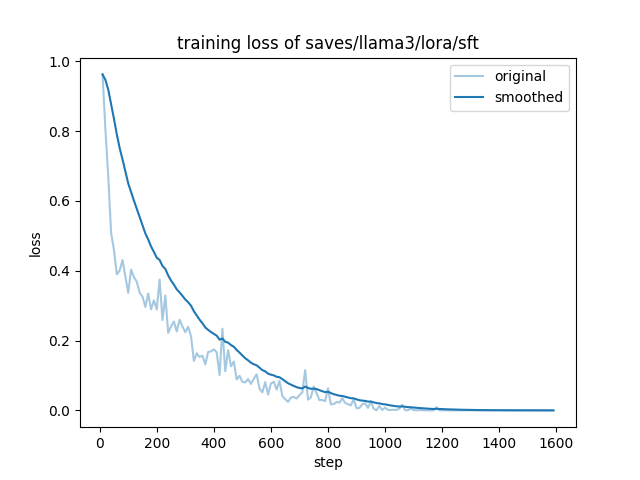 training loss of saves/llama3/lora/sft
original
smoothed
loss
1.0
0.8
0.6
0.4
0.2
0.0
0 200 400 600 800 1000 1200 1400 1600
step